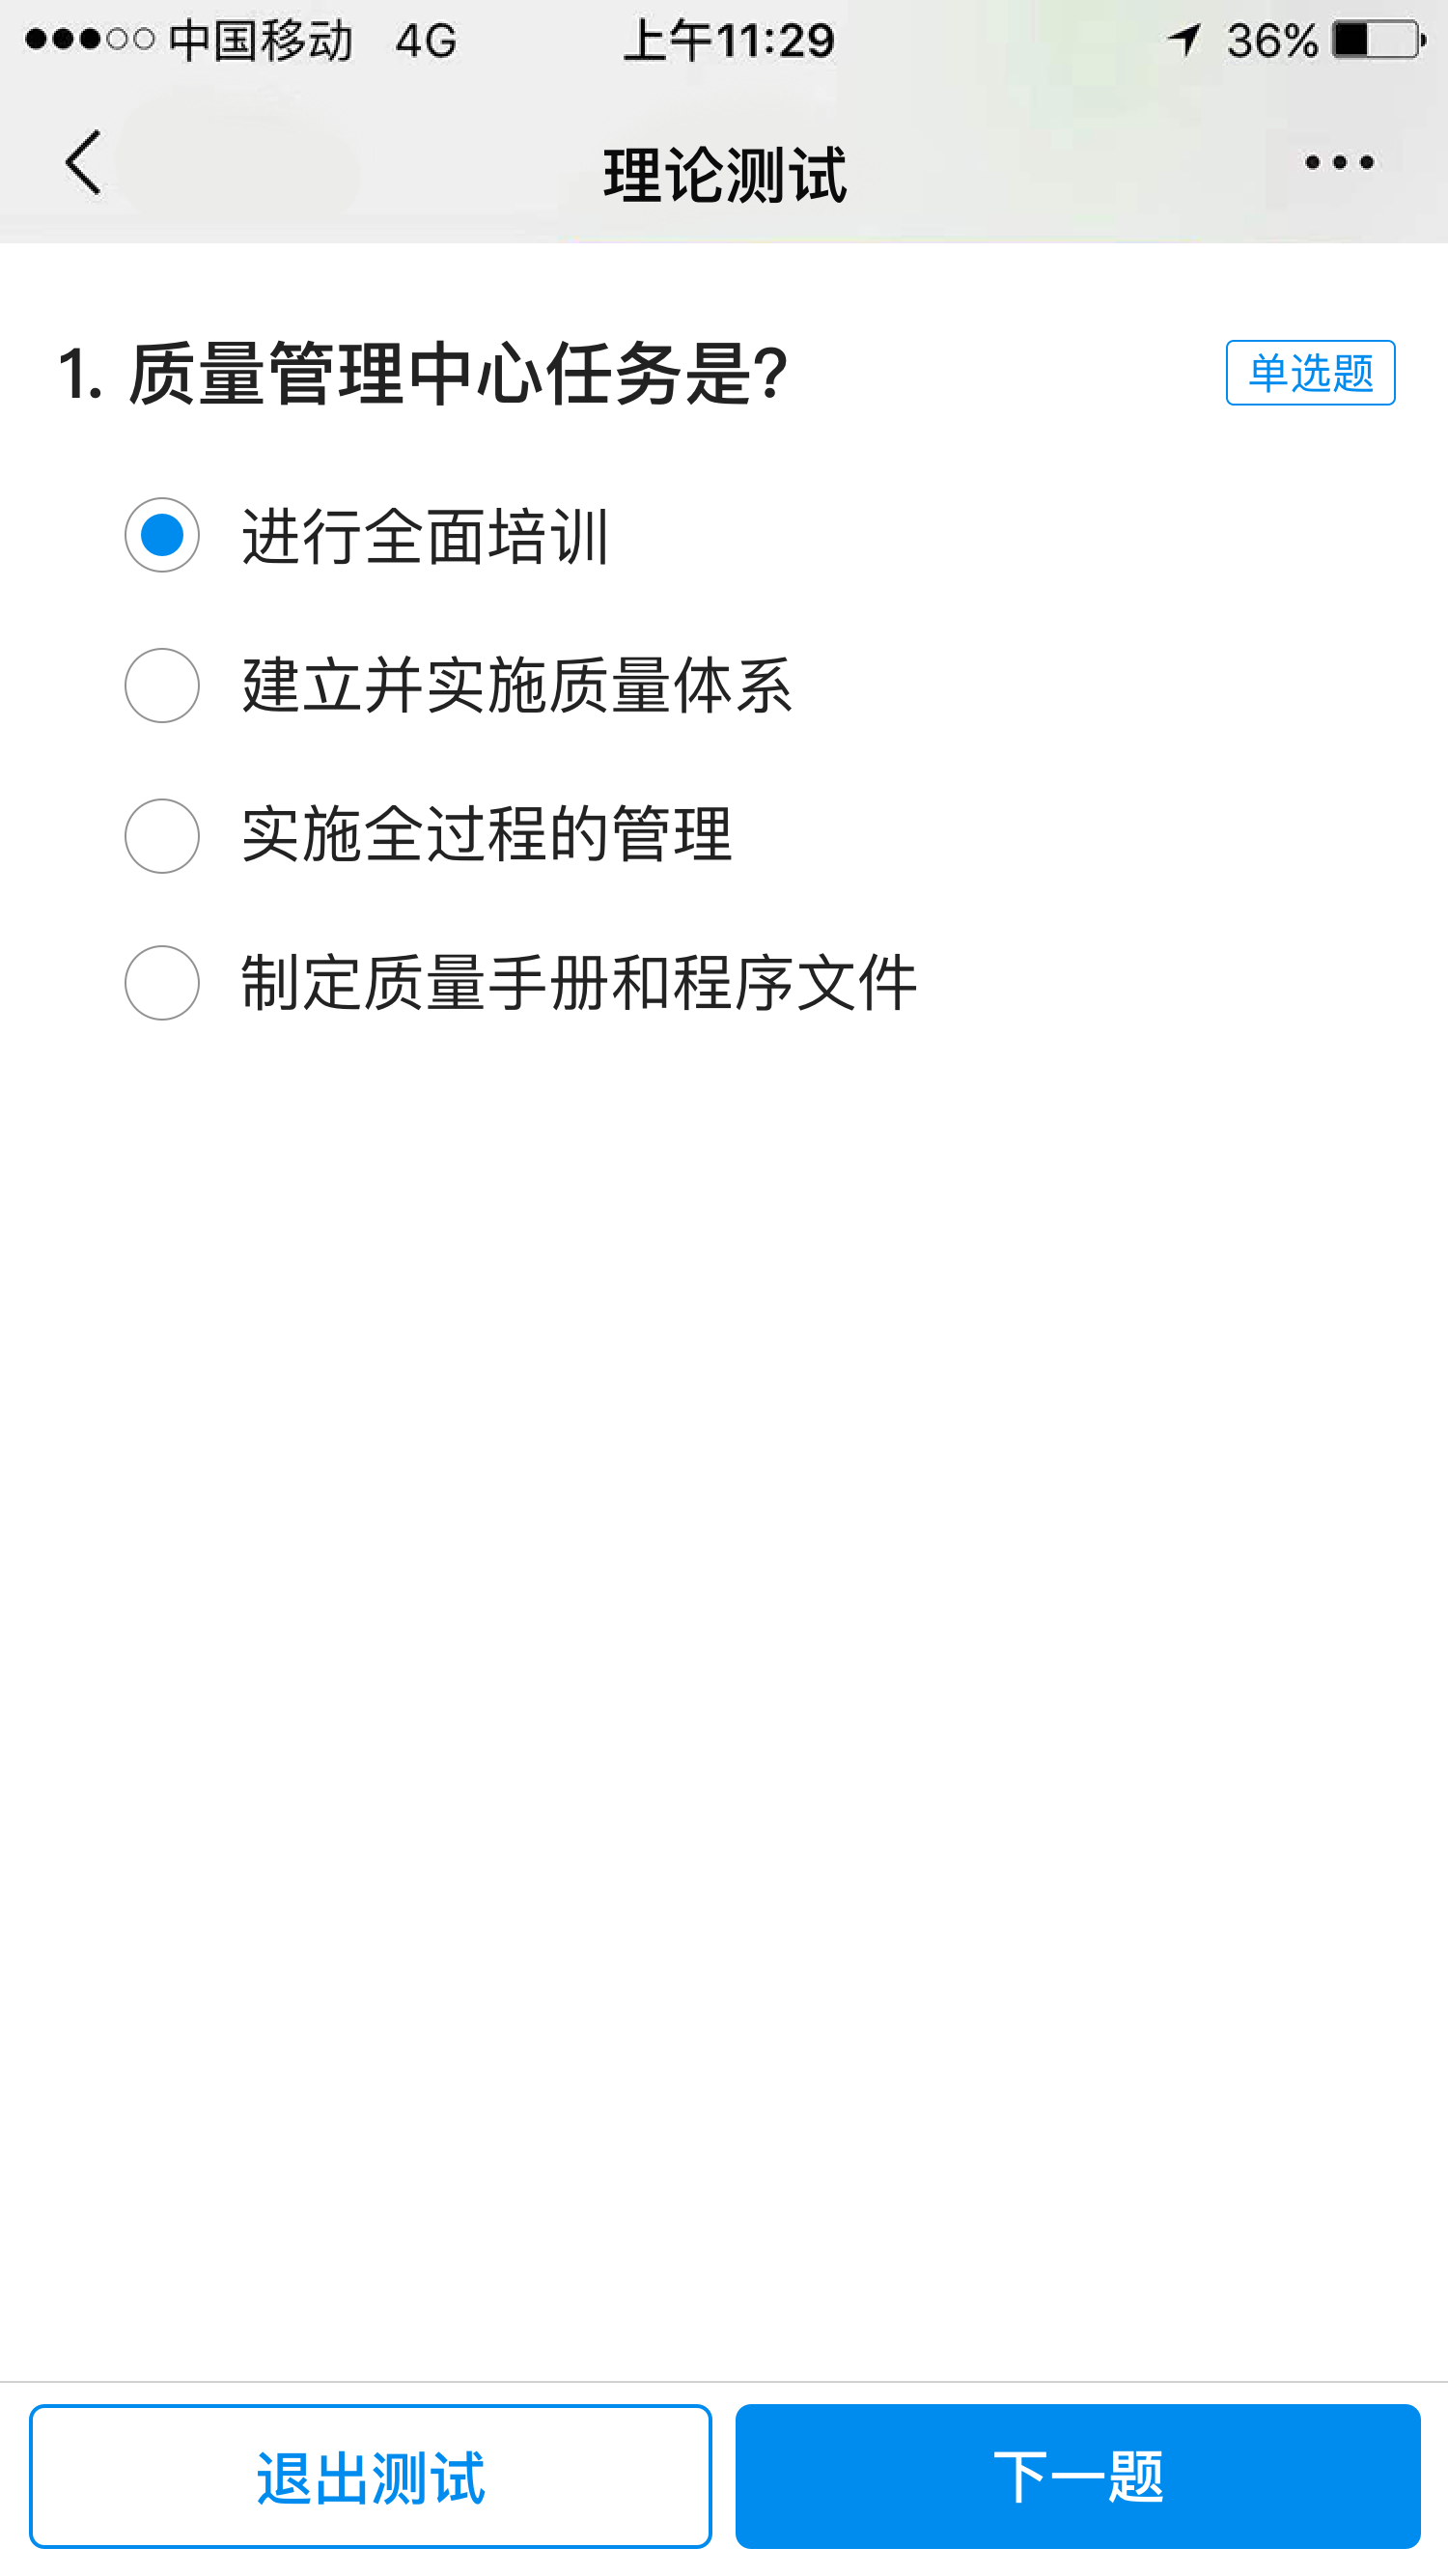 中国移动 4G 上午11:29 36%
理论测试
1. 质量管理中心任务是? 单选题
进行全面培训
建立并实施质量体系
实施全过程的管理
制定质量手册和程序文件
退出测试 下一题